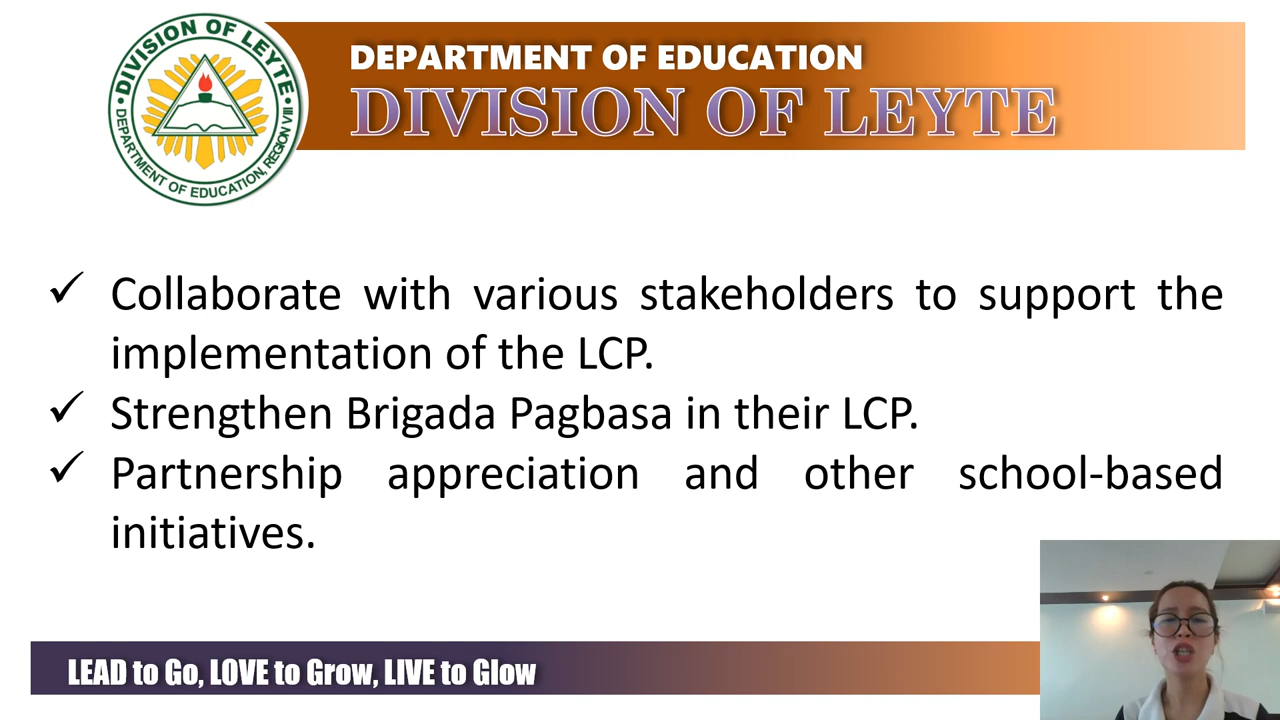 DIVISION OF LEYTE
DEPARTMENT OF EDUCATION, REGION VIII
DEPARTMENT OF EDUCATION
DIVISION OF LEYTE
✓ Collaborate with various stakeholders to support the
implementation of the LCP.
✓ Strengthen Brigada Pagbasa in their LCP.
✓ Partnership appreciation and other school-based
initiatives.
LEAD to Go, LOVE to Grow, LIVE to Glow